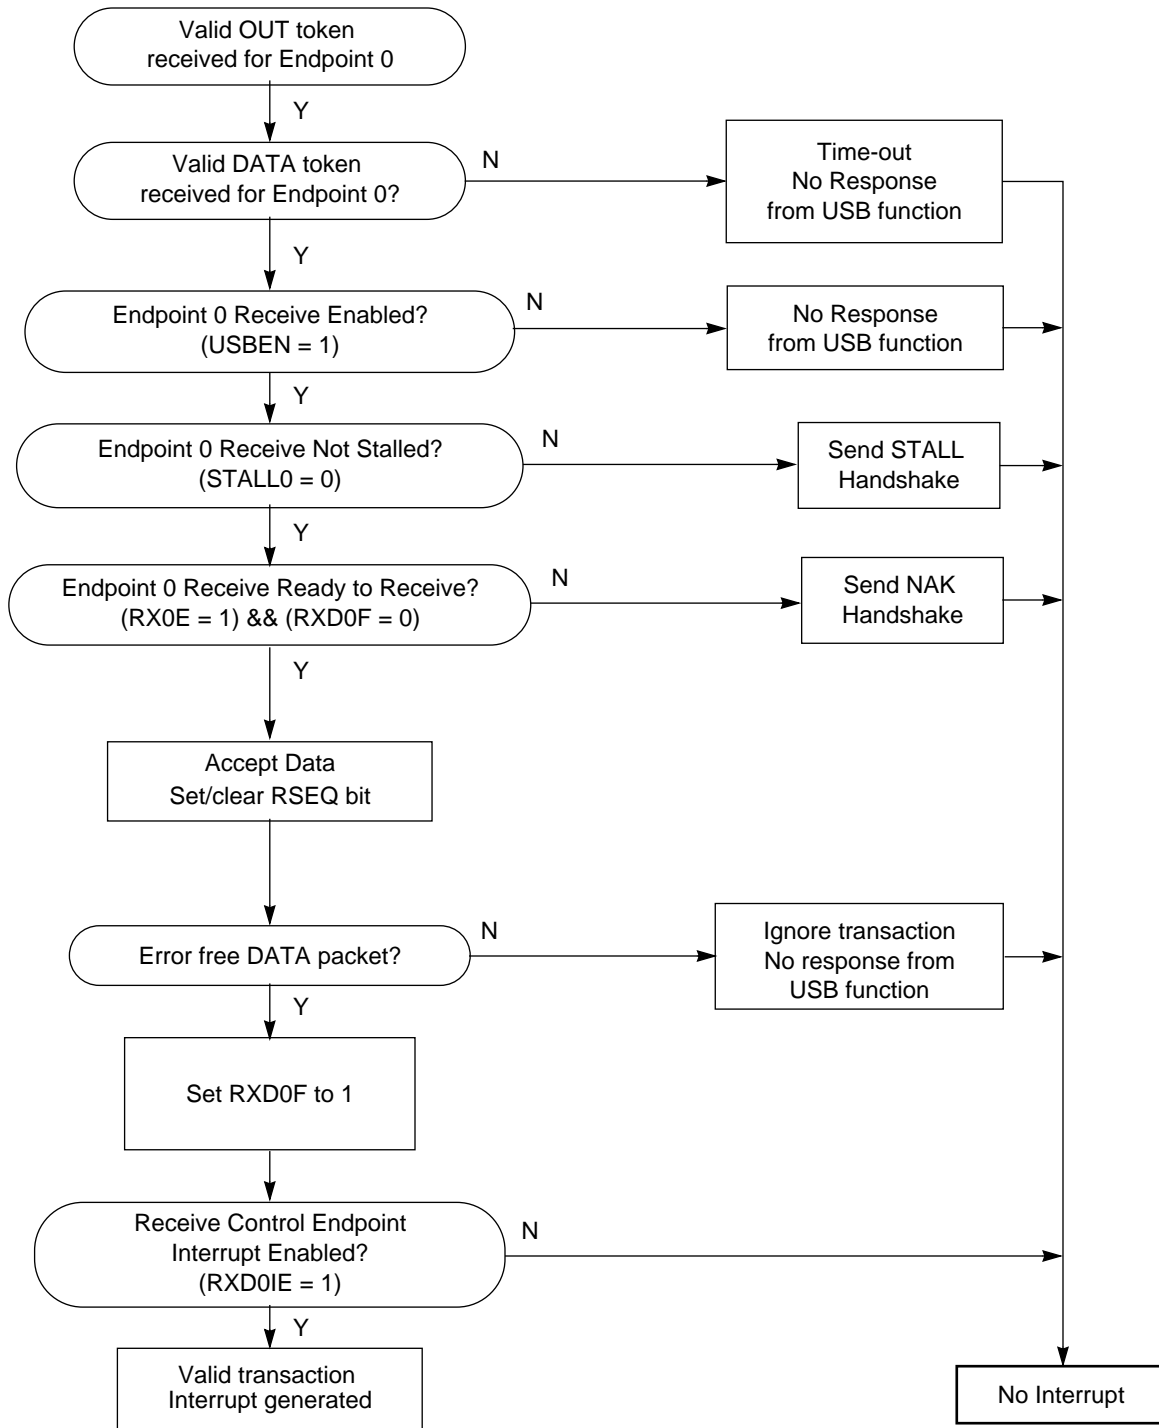 Valid OUT token
received for Endpoint 0
Y
Valid DATA token
received for Endpoint 0?
N
Time-out
No Response
from USB function
Y
Endpoint 0 Receive Enabled?
(USBEN = 1)
N
No Response
from USB function
Y
Endpoint 0 Receive Not Stalled?
(STALL0 = 0)
N
Send STALL
Handshake
Y
Endpoint 0 Receive Ready to Receive?
(RX0E = 1) && (RXD0F = 0)
N
Send NAK
Handshake
Y
Accept Data
Set/clear RSEQ bit
Error free DATA packet?
N
Ignore transaction
No response from
USB function
Y
Set RXD0F to 1
Receive Control Endpoint
Interrupt Enabled?
(RXD0IE = 1)
N
Y
Valid transaction
Interrupt generated
No Interrupt